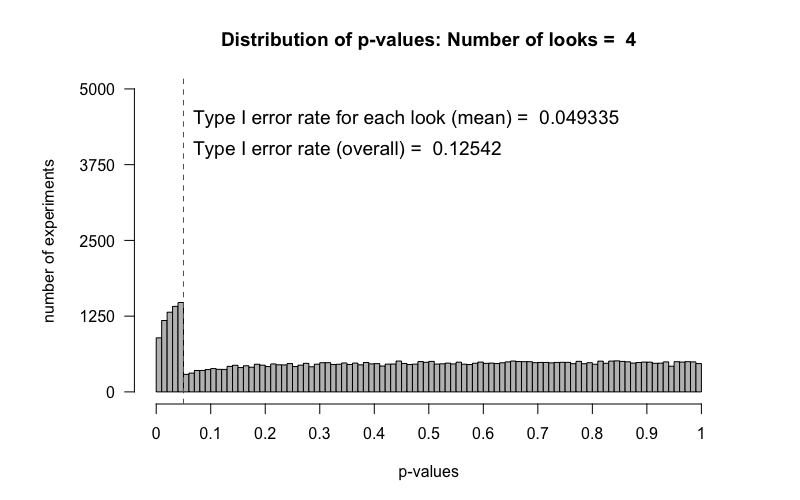 Distribution of p-values: Number of looks =  4
Type I error rate for each look (mean) =  0.049335
Type I error rate (overall) =  0.12542
number of experiments
5000
3750
2500
1250
0
0 0.1 0.2 0.3 0.4 0.5 0.6 0.7 0.8 0.9 1
p-values